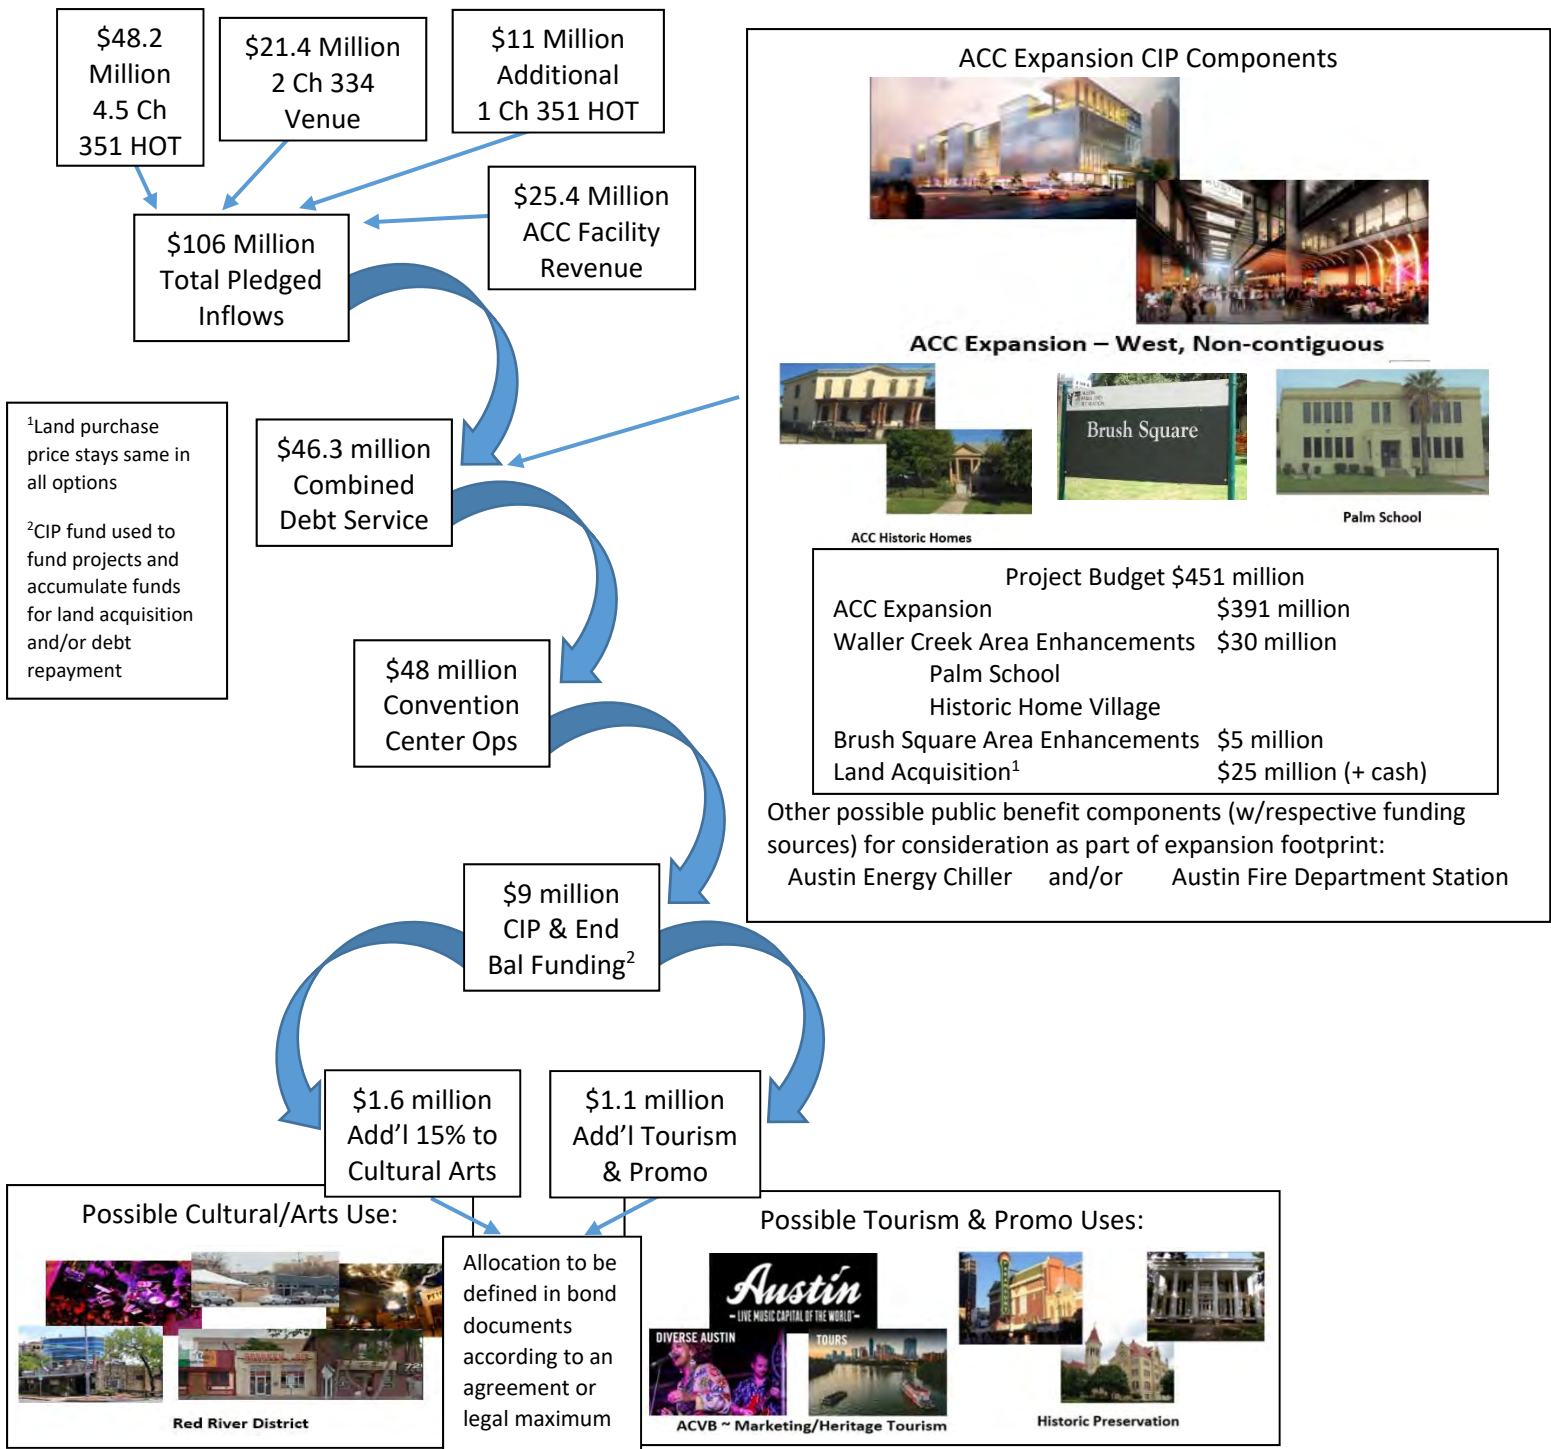 $48.2
Million
4.5 Ch
351 HOT
$21.4 Million
2 Ch 334
Venue
$11 Million
Additional
1 Ch 351 HOT
$25.4 Million
ACC Facility
Revenue
$106 Million
Total Pledged
Inflows
¹Land purchase
price stays same in
all options
²CIP fund used to
fund projects and
accumulate funds
for land acquisition
and/or debt
repayment
$46.3 million
Combined
Debt Service
$48 million
Convention
Center Ops
$9 million
CIP & End
Bal Funding²
$1.6 million
Add’l 15% to
Cultural Arts
$1.1 million
Add’l Tourism
& Promo
ACC Expansion CIP Components
ACC Expansion – West, Non-contiguous
Brush Square
ACC Historic Homes
Palm School
Project Budget $451 million
ACC Expansion $391 million
Waller Creek Area Enhancements $30 million
Palm School
Historic Home Village
Brush Square Area Enhancements $5 million
Land Acquisition¹ $25 million (+ cash)
Other possible public benefit components (w/respective funding
sources) for consideration as part of expansion footprint:
Austin Energy Chiller and/or Austin Fire Department Station
Possible Cultural/Arts Use:
Red River District
Allocation to be
defined in bond
documents
according to an
agreement or
legal maximum
Possible Tourism & Promo Uses:
Austin
LIVE MUSIC CAPITAL OF THE WORLD
DIVERSE AUSTIN
TOURS
ACVB ~ Marketing/Heritage Tourism
Historic Preservation